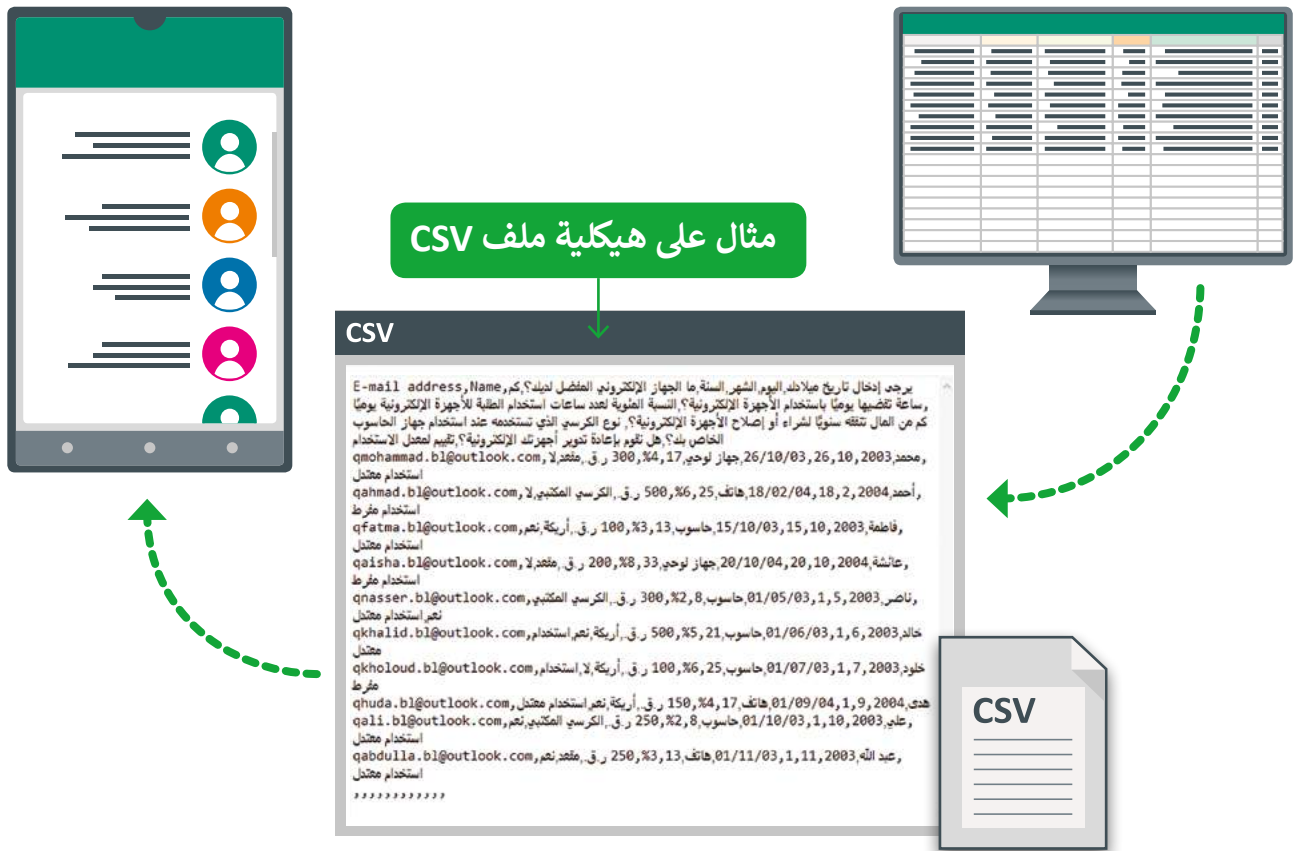 مثال على هيكلية ملف CSV
CSV
E-mail address,Name,يرجى إدخال تاريخ ميلادك,اليوم,الشهر,السنة,ما الجهاز الإلكتروني المفضل لديك؟,كم
ساعة تقضيها يوميًا باستخدام الأجهزة الإلكترونية؟,النسبة المئوية لعدد ساعات استخدام الطلبة للأجهزة الإلكترونية يوميًا,
كم من المال تنفقه سنويًا لشراء أو إصلاح الأجهزة الإلكترونية؟, نوع الكرسي الذي تستخدمه عند استخدام جهاز الحاسوب
الخاص بك؟,هل تقوم بإعادة تدوير أجهزتك الإلكترونية؟,تقييم لمعدل الاستخدام
qmohammad.bl@outlook.com,محمد,26/10/03,26,10,2003,جهاز لوحي,17,4%,300 ر.ق.,مقعد,لا,
استخدام معتدل
qahmad.bl@outlook.com,أحمد,18/02/04,18,2,2004,هاتف,25,6%,500 ر.ق.,الكرسي المكتبي,لا,
استخدام مفرط
qfatma.bl@outlook.com,فاطمة,15/10/03,15,10,2003,حاسوب,13,3%,100 ر.ق.,أريكة,نعم,
استخدام معتدل
qaisha.bl@outlook.com,عائشة,20/10/04,20,10,2004,جهاز لوحي,33,8%,200 ر.ق.,مقعد,لا,
استخدام مفرط
qnasser.bl@outlook.com,ناصر,01/05/03,1,5,2003,حاسوب,8,2%,300 ر.ق.,الكرسي المكتبي,
نعم,استخدام معتدل
qkhalid.bl@outlook.com,خالد,01/06/03,1,6,2003,حاسوب,21,5%,500 ر.ق.,أريكة,نعم,استخدام
معتدل
qkholoud.bl@outlook.com,خلود,01/07/03,1,7,2003,حاسوب,25,6%,100 ر.ق.,أريكة,لا,استخدام
مفرط
qhuda.bl@outlook.com,هدى,01/09/04,1,9,2004,هاتف,17,4%,150 ر.ق.,أريكة,نعم,استخدام معتدل
qali.bl@outlook.com,علي,01/10/03,1,10,2003,حاسوب,8,2%,250 ر.ق.,الكرسي المكتبي,نعم,
استخدام معتدل
qabdulla.bl@outlook.com,عبد الله,01/11/03,1,11,2003,هاتف,13,3%,250 ر.ق.,مقعد,نعم,
استخدام معتدل
,,,,,,,,,,,,
CSV